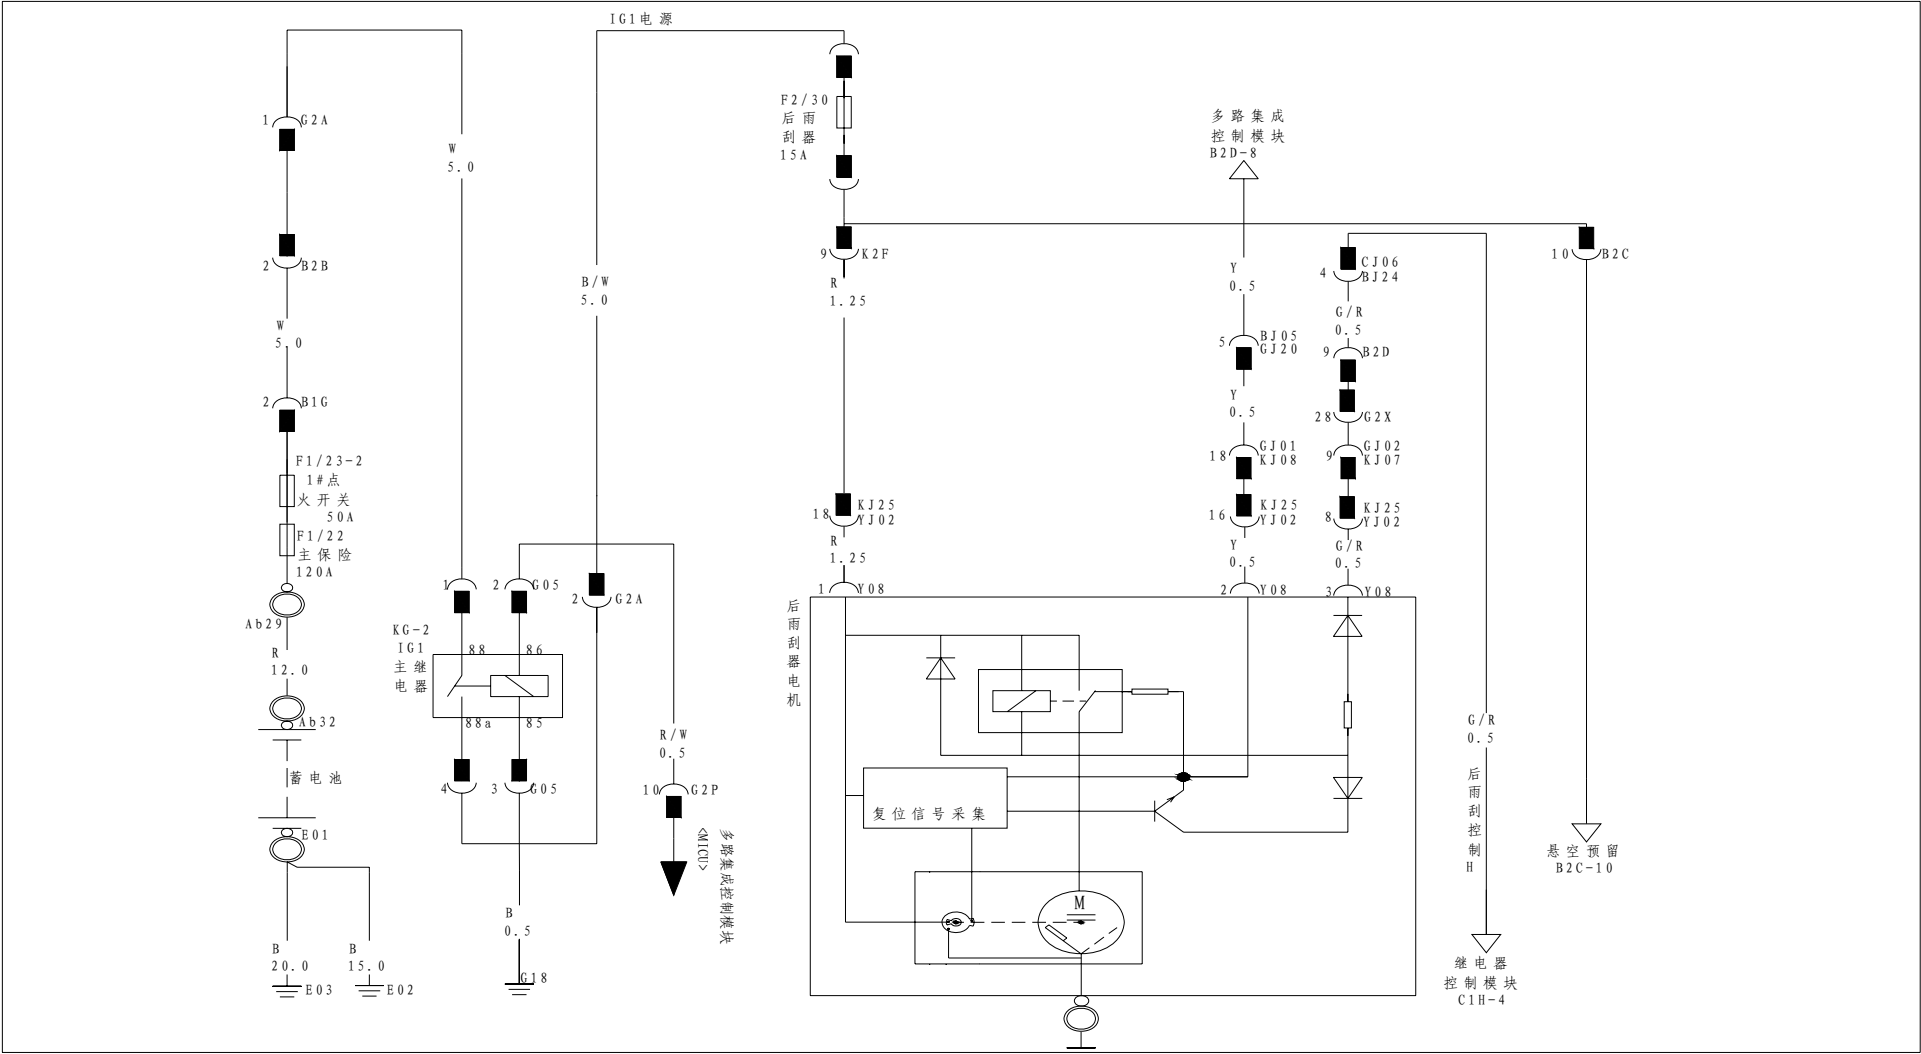 IG1电源
1
G2A
2
B2B
W
5.0
2
B1G
F1/23-2
1#点
火开关
50A
F1/22
主保险
120A
Ab29
R
12.0
Ab32
蓄电池
E01
B
20.0
B
15.0
E03
E02
W
5.0
KG-2
IG1
主继
电器
1
2
G05
88
86
88a
85
4
3
G05
B
0.5
G18
B/W
5.0
2
G2A
R/W
0.5
10
G2P
多路集成控制模块
<MICU>
F2/30
后雨
刮器
15A
9
K2F
R
1.25
18
KJ25
YJ02
R
1.25
1
Y08
后雨刮器电机
多路集成
控制模块
B2D-8
Y
0.5
5
BJ05
GJ20
Y
0.5
18
GJ01
KJ08
16
KJ25
YJ02
Y
0.5
2
Y08
4
CJ06
BJ24
G/R
0.5
9
B2D
28
G2X
9
GJ02
KJ07
8
KJ25
YJ02
G/R
0.5
3
Y08
复位信号采集
M
G/R
0.5
后雨刮控制H
继电器
控制模块
C1H-4
10
B2C
悬空预留
B2C-10